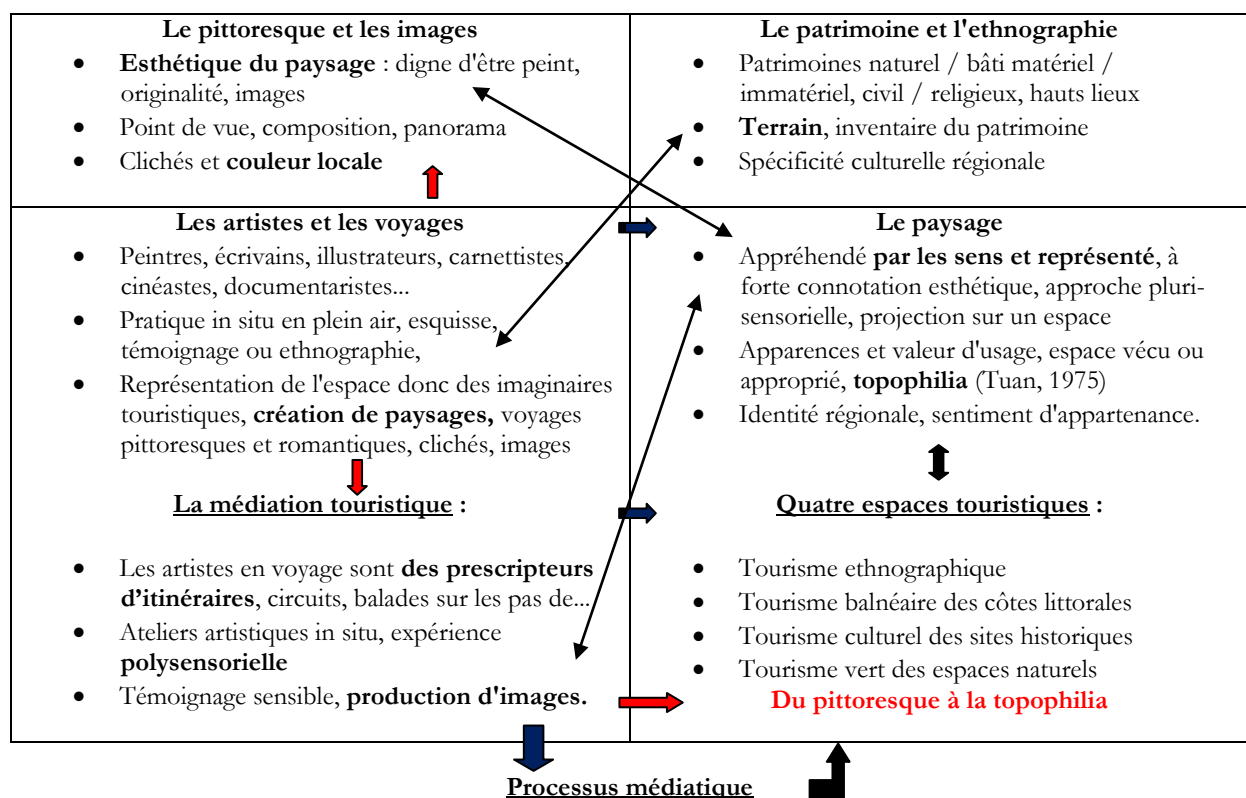 Le pittoresque et les images
• Esthétique du paysage : digne d'être peint,
originalité, images
• Point de vue, composition, panorama
• Clichés et couleur locale
Le patrimoine et l'ethnographie
• Patrimoines naturel / bâti matériel /
immatériel, civil / religieux, hauts lieux
• Terrain, inventaire du patrimoine
• Spécificité culturelle régionale
Les artistes et les voyages
• Peintres, écrivains, illustrateurs, carnettistes,
cinéastes, documentaristes...
• Pratique in situ en plein air, esquisse,
témoignage ou ethnographie,
• Représentation de l'espace donc des imaginaires
touristiques, création de paysages, voyages
pittoresques et romantiques, clichés, images
La médiation touristique :
• Les artistes en voyage sont des prescripteurs
d'itinéraires, circuits, balades sur les pas de...
• Ateliers artistiques in situ, expérience
polysensorielle
• Témoignage sensible, production d'images.
Le paysage
• Appréhendé par les sens et représenté, à
forte connotation esthétique, approche pluri-
sensorielle, projection sur un espace
• Apparences et valeur d'usage, espace vécu ou
approprié, topophilia (Tuan, 1975)
• Identité régionale, sentiment d'appartenance.
Quatre espaces touristiques :
• Tourisme ethnographique
• Tourisme balnéaire des côtes littorales
• Tourisme culturel des sites historiques
• Tourisme vert des espaces naturels
Du pittoresque à la topophilia
Processus médiatique